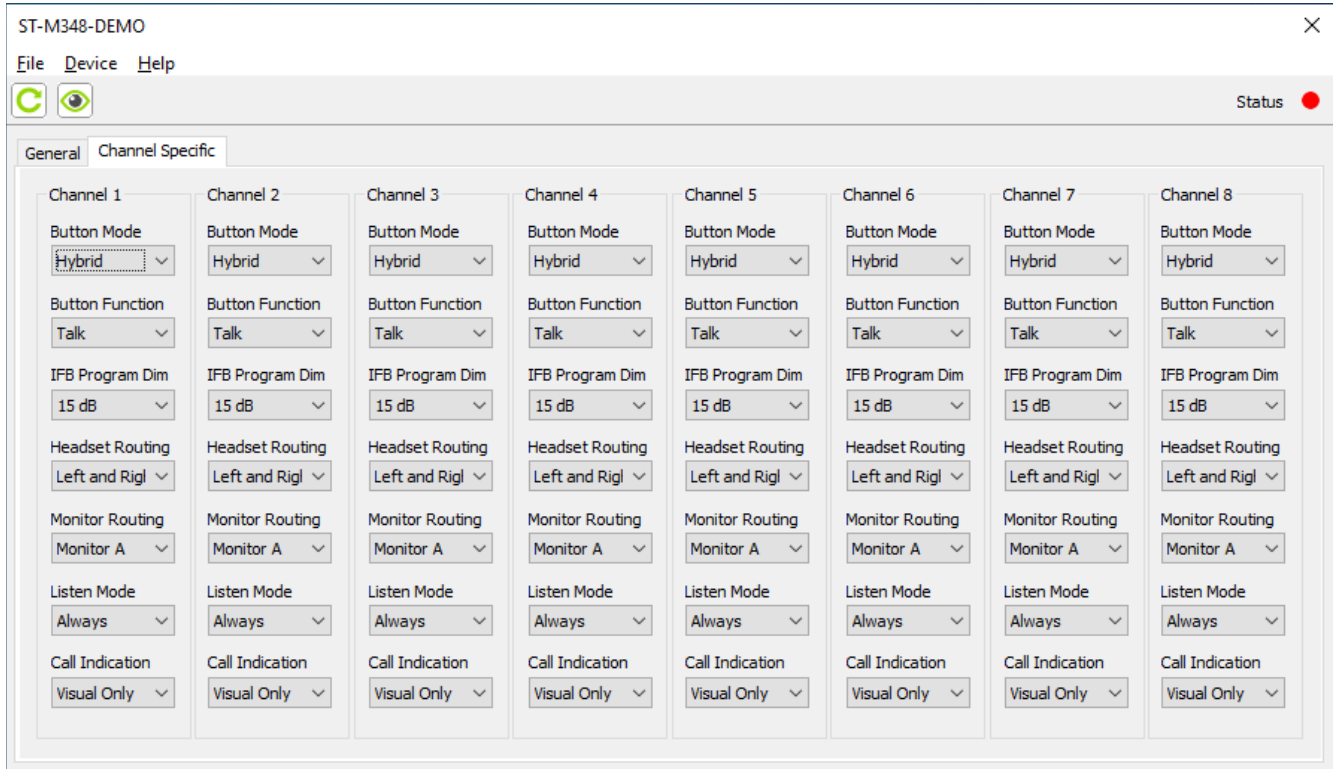 ST-M348-DEMO
File Device Help
Status
General Channel Specific
Channel 1 Channel 2 Channel 3 Channel 4 Channel 5 Channel 6 Channel 7 Channel 8
Button Mode Button Mode Button Mode Button Mode Button Mode Button Mode Button Mode Button Mode
Hybrid Hybrid Hybrid Hybrid Hybrid Hybrid Hybrid Hybrid
Button Function Button Function Button Function Button Function Button Function Button Function Button Function Button Function
Talk Talk Talk Talk Talk Talk Talk Talk
IFB Program Dim IFB Program Dim IFB Program Dim IFB Program Dim IFB Program Dim IFB Program Dim IFB Program Dim IFB Program Dim
15 dB 15 dB 15 dB 15 dB 15 dB 15 dB 15 dB 15 dB
Headset Routing Headset Routing Headset Routing Headset Routing Headset Routing Headset Routing Headset Routing Headset Routing
Left and Rigl Left and Rigl Left and Rigl Left and Rigl Left and Rigl Left and Rigl Left and Rigl Left and Rigl
Monitor Routing Monitor Routing Monitor Routing Monitor Routing Monitor Routing Monitor Routing Monitor Routing Monitor Routing
Monitor A Monitor A Monitor A Monitor A Monitor A Monitor A Monitor A Monitor A
Listen Mode Listen Mode Listen Mode Listen Mode Listen Mode Listen Mode Listen Mode Listen Mode
Always Always Always Always Always Always Always Always
Call Indication Call Indication Call Indication Call Indication Call Indication Call Indication Call Indication Call Indication
Visual Only Visual Only Visual Only Visual Only Visual Only Visual Only Visual Only Visual Only